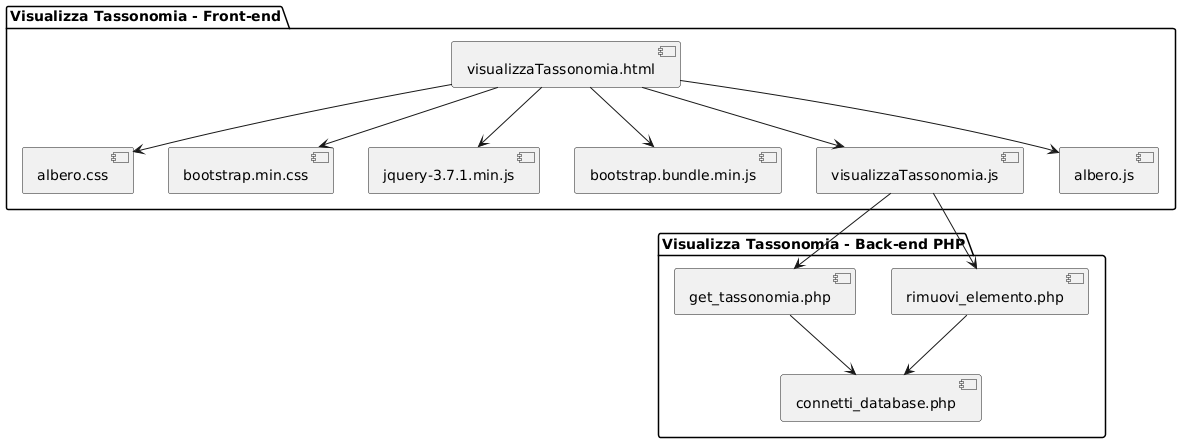 Visualizza Tassonomia - Front-end
visualizzaTassonomia.html
albero.css
bootstrap.min.css
jquery-3.7.1.min.js
bootstrap.bundle.min.js
visualizzaTassonomia.js
albero.js
Visualizza Tassonomia - Back-end PHP
get_tassonomia.php
rimuovi_elemento.php
connetti_database.php